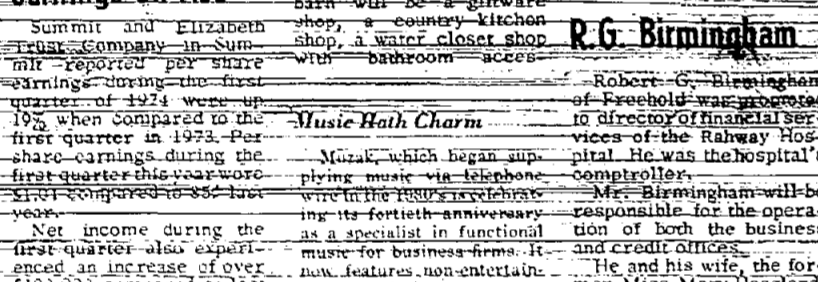 Summit and Elizabeth
Trust Company in Sum-
mit reported per share
earnings during the first
quarter of 1974 were up
19% when compared to the
first quarter in 1973. Per
share earnings during the
first quarter this year were
$1.01 compared to 85¢ last
year.
Net income during the
first quarter also experi-
enced an increase of over
barn will be a giftware
shop, a country kitchen
shop, a water closet shop
with bathroom acces-
Music Hath Charm
Muzak, which began sup-
plying music via telephone
wire in the 1930's is celebrat-
ing its fortieth anniversary
as a specialist in functional
music for business firms. It
now features non-entertain-
R.G. Birmingham
Robert G. Birmingham
of Freehold was promoted
to director of financial ser-
vices of the Rahway Hos-
pital. He was the hospital's
comptroller.
Mr. Birmingham will be
responsible for the opera-
tion of both the business
and credit offices.
He and his wife, the for-